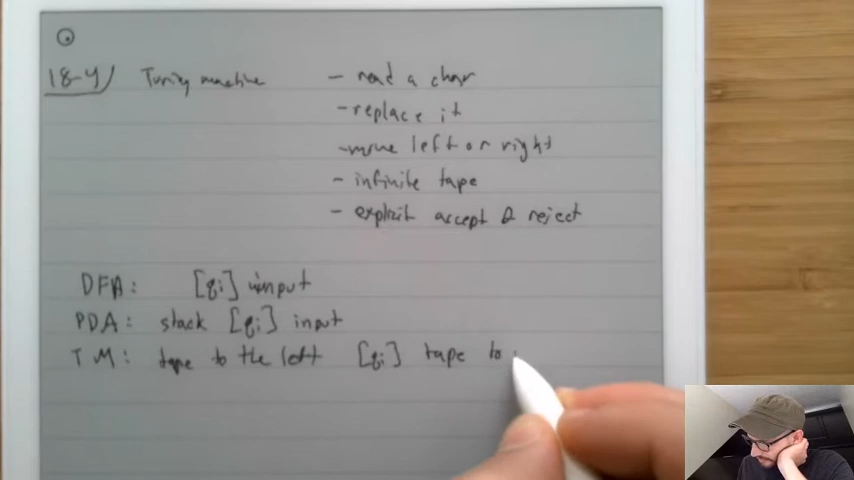 18-4/ Turing machine - read a char
- replace it
- move left or right
- infinite tape
- explicit accept & reject
DFA: [qi] input
PDA: stack [qi] input
TM: tape to the left [qi] tape to